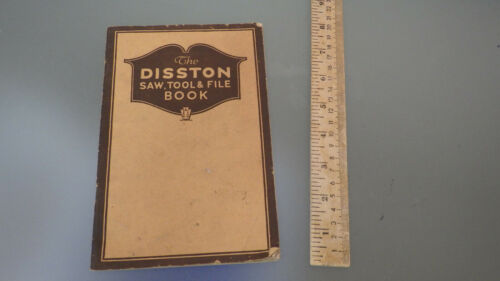 The
DISSTON
SAW, TOOL & FILE
BOOK